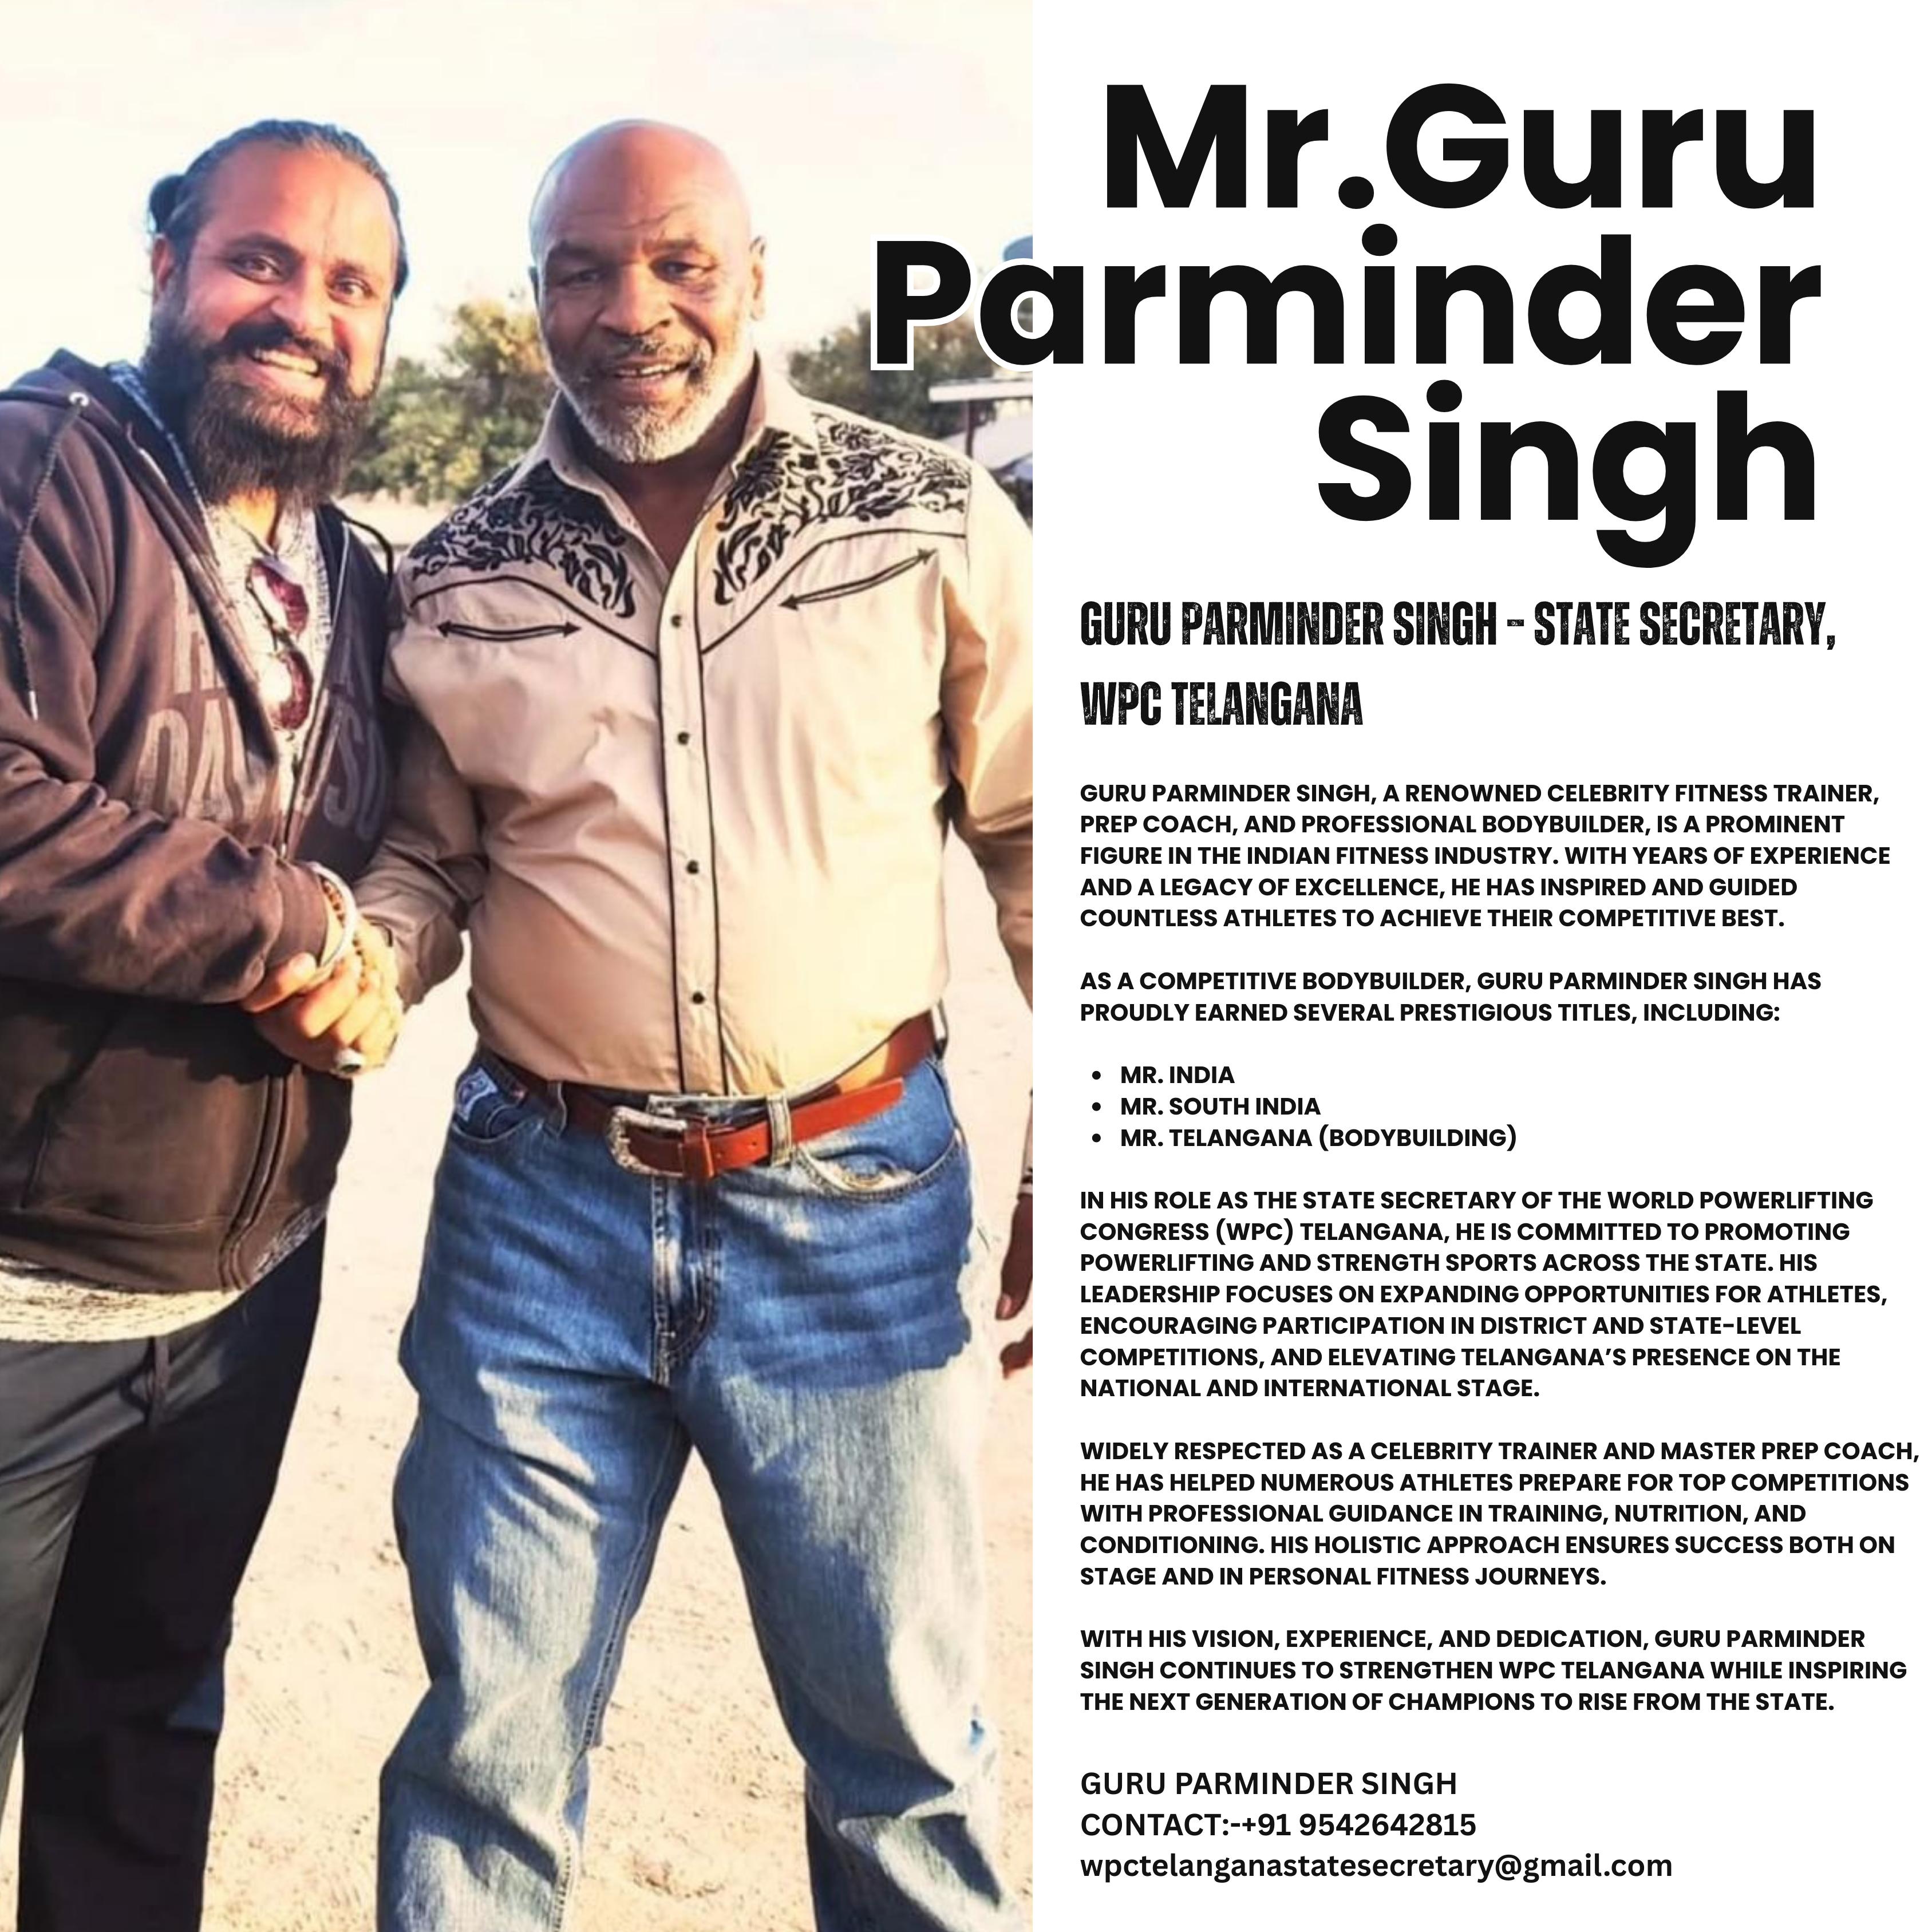 Mr.Guru
Parminder
Singh
GURU PARMINDER SINGH - STATE SECRETARY,
WPC TELANGANA
GURU PARMINDER SINGH, A RENOWNED CELEBRITY FITNESS TRAINER,
PREP COACH, AND PROFESSIONAL BODYBUILDER, IS A PROMINENT
FIGURE IN THE INDIAN FITNESS INDUSTRY. WITH YEARS OF EXPERIENCE
AND A LEGACY OF EXCELLENCE, HE HAS INSPIRED AND GUIDED
COUNTLESS ATHLETES TO ACHIEVE THEIR COMPETITIVE BEST.
AS A COMPETITIVE BODYBUILDER, GURU PARMINDER SINGH HAS
PROUDLY EARNED SEVERAL PRESTIGIOUS TITLES, INCLUDING:
• MR. INDIA
• MR. SOUTH INDIA
• MR. TELANGANA (BODYBUILDING)
IN HIS ROLE AS THE STATE SECRETARY OF THE WORLD POWERLIFTING
CONGRESS (WPC) TELANGANA, HE IS COMMITTED TO PROMOTING
POWERLIFTING AND STRENGTH SPORTS ACROSS THE STATE. HIS
LEADERSHIP FOCUSES ON EXPANDING OPPORTUNITIES FOR ATHLETES,
ENCOURAGING PARTICIPATION IN DISTRICT AND STATE-LEVEL
COMPETITIONS, AND ELEVATING TELANGANA'S PRESENCE ON THE
NATIONAL AND INTERNATIONAL STAGE.
WIDELY RESPECTED AS A CELEBRITY TRAINER AND MASTER PREP COACH,
HE HAS HELPED NUMEROUS ATHLETES PREPARE FOR TOP COMPETITIONS
WITH PROFESSIONAL GUIDANCE IN TRAINING, NUTRITION, AND
CONDITIONING. HIS HOLISTIC APPROACH ENSURES SUCCESS BOTH ON
STAGE AND IN PERSONAL FITNESS JOURNEYS.
WITH HIS VISION, EXPERIENCE, AND DEDICATION, GURU PARMINDER
SINGH CONTINUES TO STRENGTHEN WPC TELANGANA WHILE INSPIRING
THE NEXT GENERATION OF CHAMPIONS TO RISE FROM THE STATE.
GURU PARMINDER SINGH
CONTACT:-+91 9542642815
wpctelanganastatesecretary@gmail.com